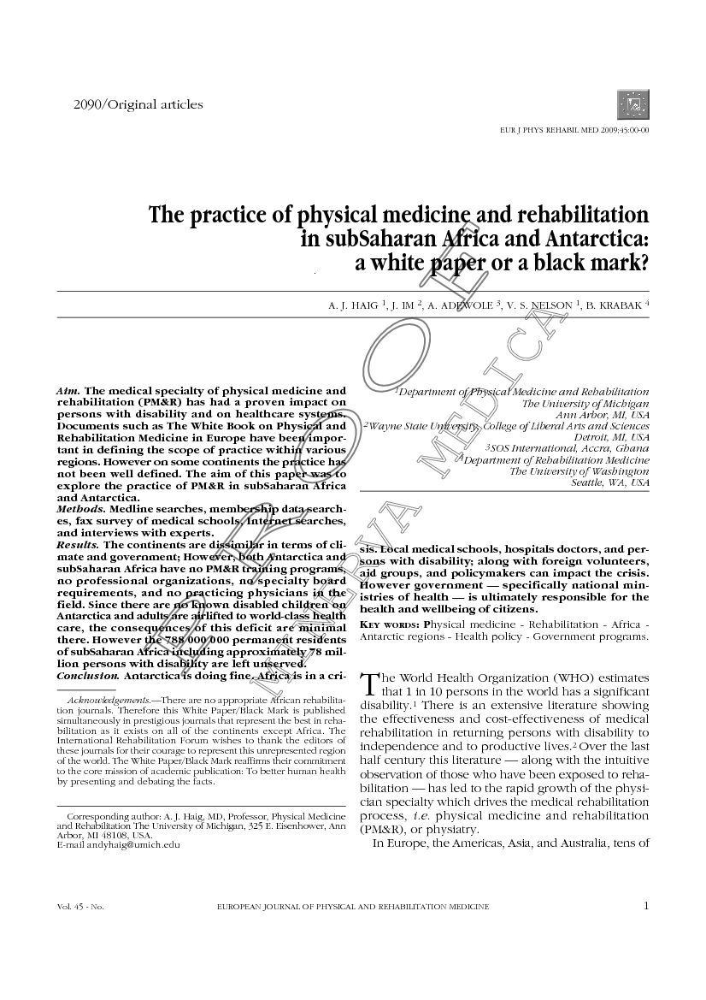 2090/Original articles
EUR J PHYS REHABIL MED 2009;45:00-00
The practice of physical medicine and rehabilitation
in subSaharan Africa and Antarctica:
a white paper or a black mark?
A. J. HAIG 1, J. IM 2, A. ADEWOLE 3, V. S. NELSON 1, B. KRABAK 4
Aim. The medical specialty of physical medicine and
rehabilitation (PM&R) has had a proven impact on
persons with disability and on healthcare systems.
Documents such as The White Book on Physical and
Rehabilitation Medicine in Europe have been impor-
tant in defining the scope of practice within various
regions. However on some continents the practice has
not been well defined. The aim of this paper was to
explore the practice of PM&R in subSaharan Africa
and Antarctica.
Methods. Medline searches, membership data search-
es, fax survey of medical schools, Internet searches,
and interviews with experts.
Results. The continents are dissimilar in terms of cli-
mate and government; However, both Antarctica and
subSaharan Africa have no PM&R training programs,
no professional organizations, no specialty board
requirements, and no practicing physicians in the
field. Since there are no known disabled children on
Antarctica and adults are airlifted to world-class health
care, the consequences of this deficit are minimal
there. However the 788 000 000 permanent residents
of subSaharan Africa including approximately 78 mil-
lion persons with disability are left unserved.
Conclusion. Antarctica is doing fine. Africa is in a cri-
Acknowledgements.—There are no appropriate African rehabilita-
tion journals. Therefore this White Paper/Black Mark is published
simultaneously in prestigious journals that represent the best in reha-
bilitation as it exists on all of the continents except Africa. The
International Rehabilitation Forum wishes to thank the editors of
these journals for their courage to represent this unrepresented region
of the world. The White Paper/Black Mark reaffirms their commitment
to the core mission of academic publication: To better human health
by presenting and debating the facts.
Corresponding author: A. J. Haig, MD, Professor, Physical Medicine
and Rehabilitation The University of Michigan, 325 E. Eisenhower, Ann
Arbor, MI 48108, USA.
E-mail andyhaig@umich.edu
1Department of Physical Medicine and Rehabilitation
The University of Michigan
Ann Arbor, MI, USA
2Wayne State University, College of Liberal Arts and Sciences
Detroit, MI, USA
3SOS International, Accra, Ghana
4Department of Rehabilitation Medicine
The University of Washington
Seattle, WA, USA
sis. Local medical schools, hospitals doctors, and per-
sons with disability; along with foreign volunteers,
aid groups, and policymakers can impact the crisis.
However government — specifically national min-
istries of health — is ultimately responsible for the
health and wellbeing of citizens.
KEY WORDS: Physical medicine - Rehabilitation - Africa -
Antarctic regions - Health policy - Government programs.
The World Health Organization (WHO) estimates
that 1 in 10 persons in the world has a significant
disability.1 There is an extensive literature showing
the effectiveness and cost-effectiveness of medical
rehabilitation in returning persons with disability to
independence and to productive lives.2 Over the last
half century this literature — along with the intuitive
observation of those who have been exposed to reha-
bilitation — has led to the rapid growth of the physi-
cian specialty which drives the medical rehabilitation
process, i.e. physical medicine and rehabilitation
(PM&R), or physiatry.
In Europe, the Americas, Asia, and Australia, tens of
PROOF
MINERVA MEDICA
Vol. 45 - No.
EUROPEAN JOURNAL OF PHYSICAL AND REHABILITATION MEDICINE
1